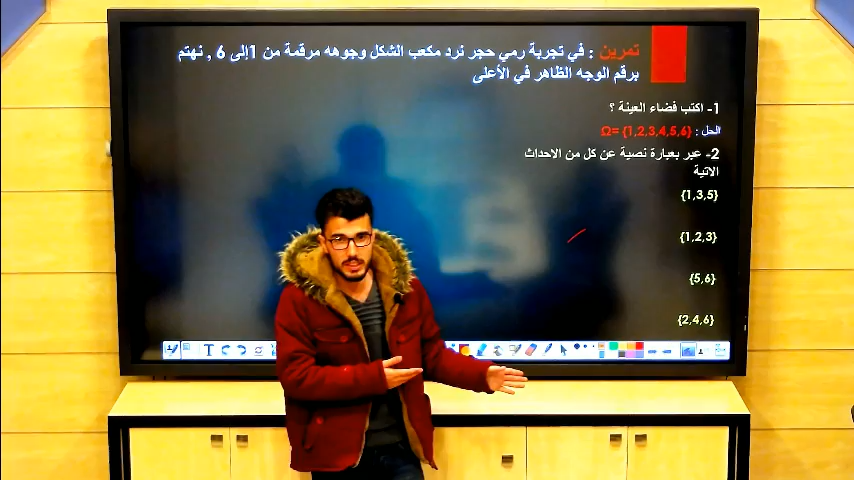 تمرين : في تجربة رمي حجر نرد مكعب الشكل وجوهه مرقمة من 1إلى 6 , نهتم
برقم الوجه الظاهر في الأعلى
1- اكتب فضاء العينة ؟
الحل : Ω= {1,2,3,4,5,6}
2- عبر بعبارة نصية عن كل من الاحداث
الاتية
{1,3,5}
{1,2,3}
{5,6}
{2,4,6}
T